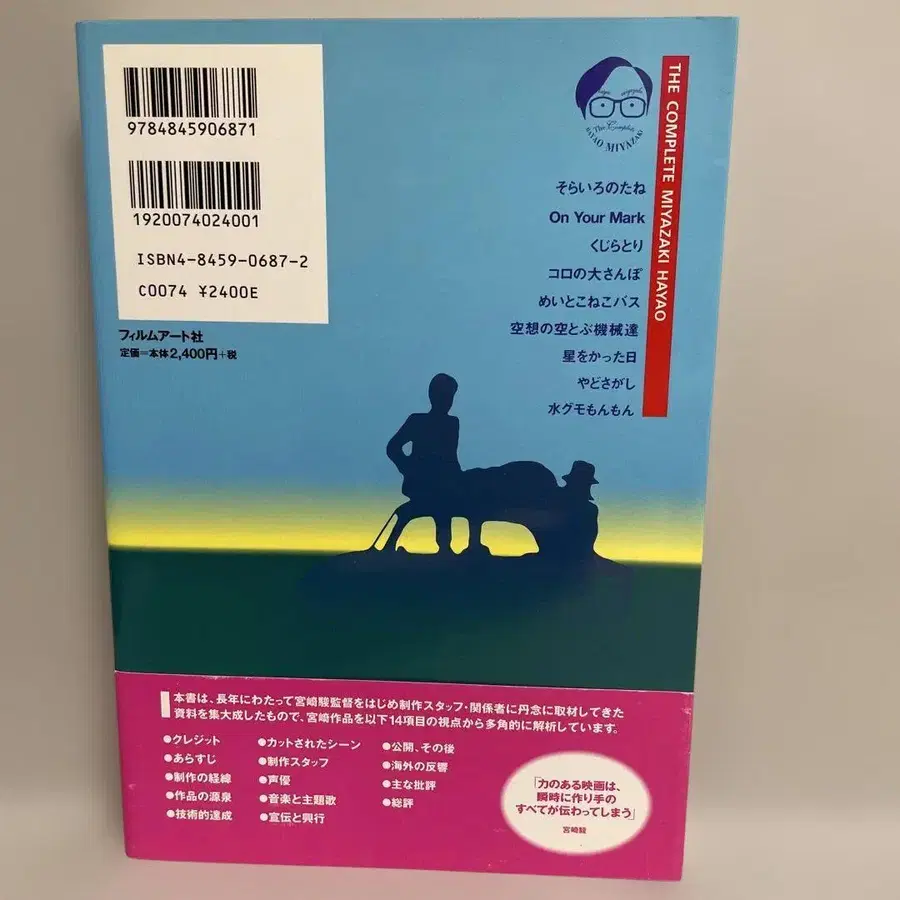 9784845906871
1920074024001
ISBN4-8459-0687-2
C0074 ¥2400E
フィルムアート社
定価=本体2,400円+税
The Complete
HAYAO MIYAZAKI
THE COMPLETE MIYAZAKI HAYAO
そらいろのたね
On Your Mark
くじらとり
コロの大さんぽ
めいとこねこバス
空想の空とぶ機械達
星をかった日
やどさがし
水グモもんもん
本書は、長年にわたって宮崎駿監督をはじめ制作スタッフ・関係者に丹念に取材してきた
資料を集大成したもので、宮崎作品を以下14項目の視点から多角的に解析しています。
●クレジット
●あらすじ
●制作の経緯
●作品の源泉
●技術的達成
●カットされたシーン
●制作スタッフ
●声優
●音楽と主題歌
●宣伝と興行
●公開、その後
●海外の反響
●主な批評
●総評
「力のある映画は、
瞬時に作り手の
すべてが伝わってしまう」
宮崎駿